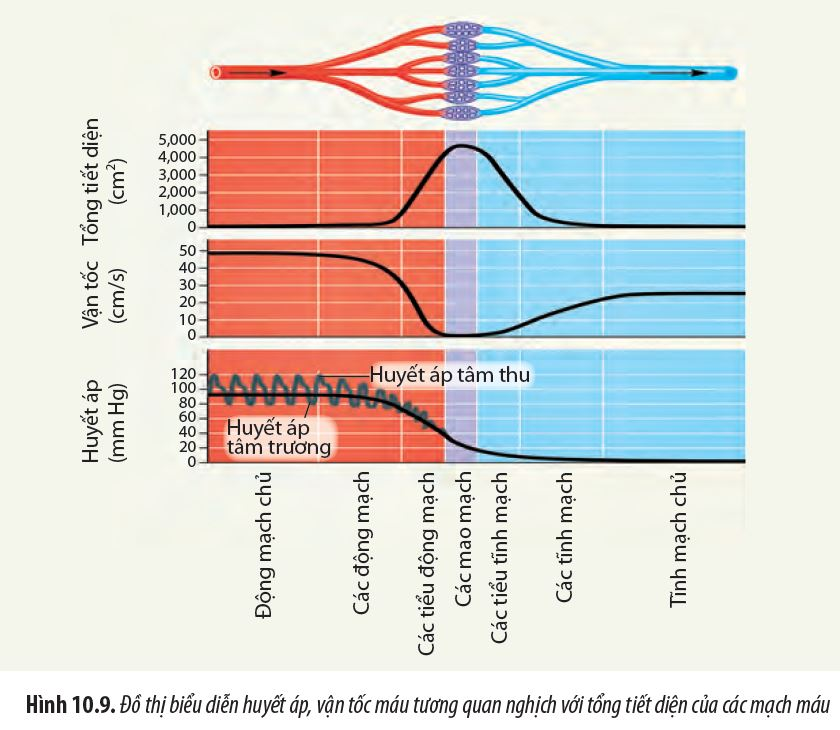 Tổng tiết diện
(cm²)
5,000
4,000
3,000
2,000
1,000
0
Vận tốc
(cm/s)
50
40
30
20
10
0
Huyết áp
(mm Hg)
120
100
80
60
40
20
0
Huyết áp tâm thu
Huyết áp
tâm trương
Động mạch chủ
Các động mạch
Các tiểu động mạch
Các mao mạch
Các tiểu tĩnh mạch
Các tĩnh mạch
Tĩnh mạch chủ
Hình 10.9. Đồ thị biểu diễn huyết áp, vận tốc máu tương quan nghịch với tổng tiết diện của các mạch máu